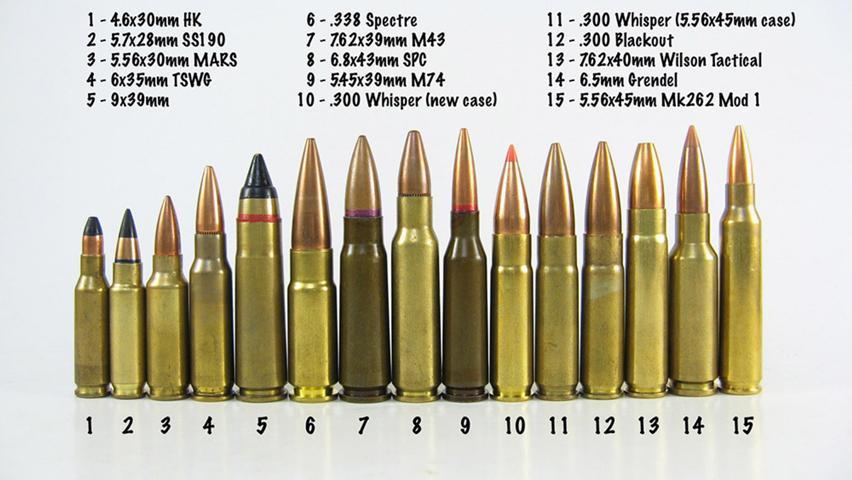 1 - 4.6x30mm HK
2 - 5.7x28mm SS190
3 - 5.56x30mm MARS
4 - 6x35mm TSWG
5 - 9x39mm
6 - .338 Spectre
7 - 7.62x39mm M43
8 - 6.8x43mm SPC
9 - 5.45x39mm M74
10 - .300 Whisper (new case)
11 - .300 Whisper (5.56x45mm case)
12 - .300 Blackout
13 - 7.62x40mm Wilson Tactical
14 - 6.5mm Grendel
15 - 5.56x45mm Mk262 Mod 1
1 2 3 4 5 6 7 8 9 10 11 12 13 14 15